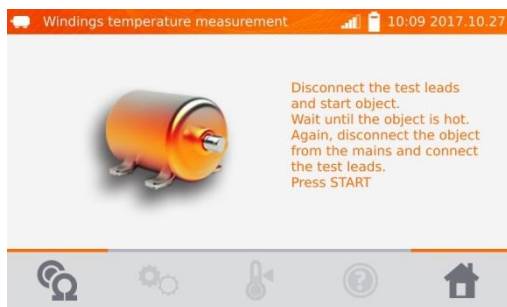 Windings temperature measurement 10:09 2017.10.27
Disconnect the test leads
and start object.
Wait until the object is hot.
Again, disconnect the object
from the mains and connect
the test leads.
Press START